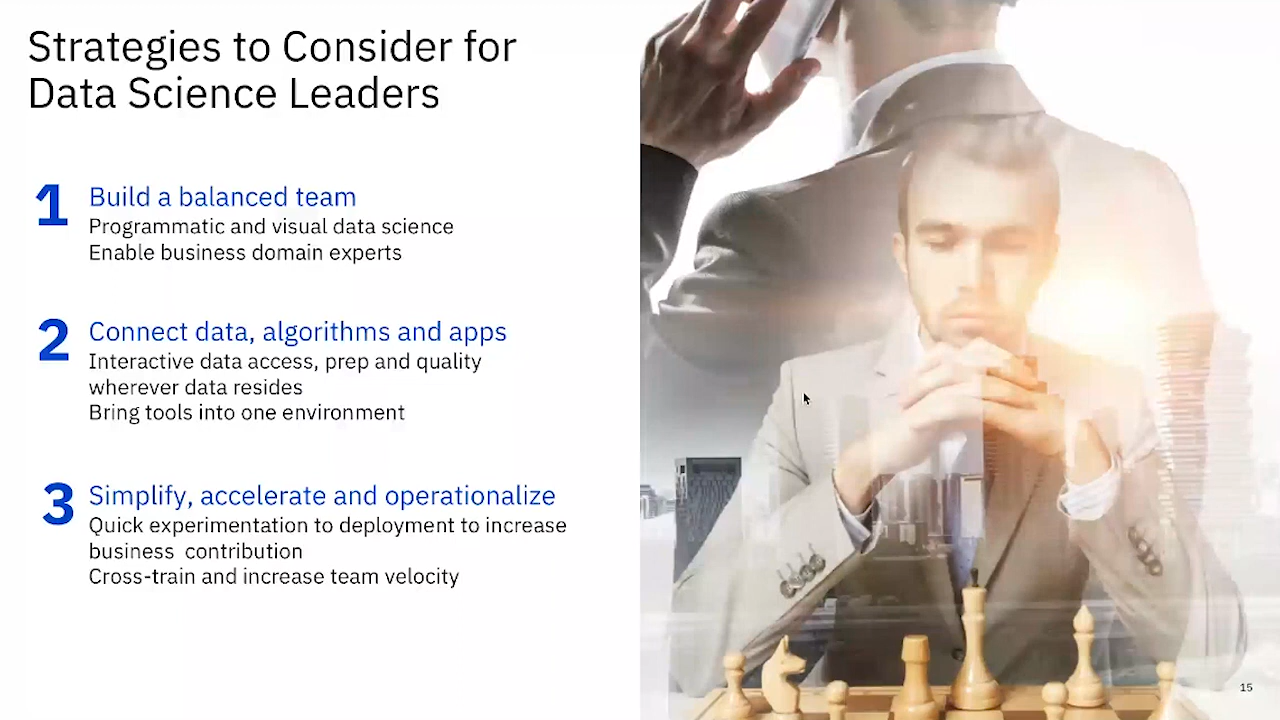 Strategies to Consider for
Data Science Leaders
1 Build a balanced team
Programmatic and visual data science
Enable business domain experts
2 Connect data, algorithms and apps
Interactive data access, prep and quality
wherever data resides
Bring tools into one environment
3 Simplify, accelerate and operationalize
Quick experimentation to deployment to increase
business contribution
Cross-train and increase team velocity
15